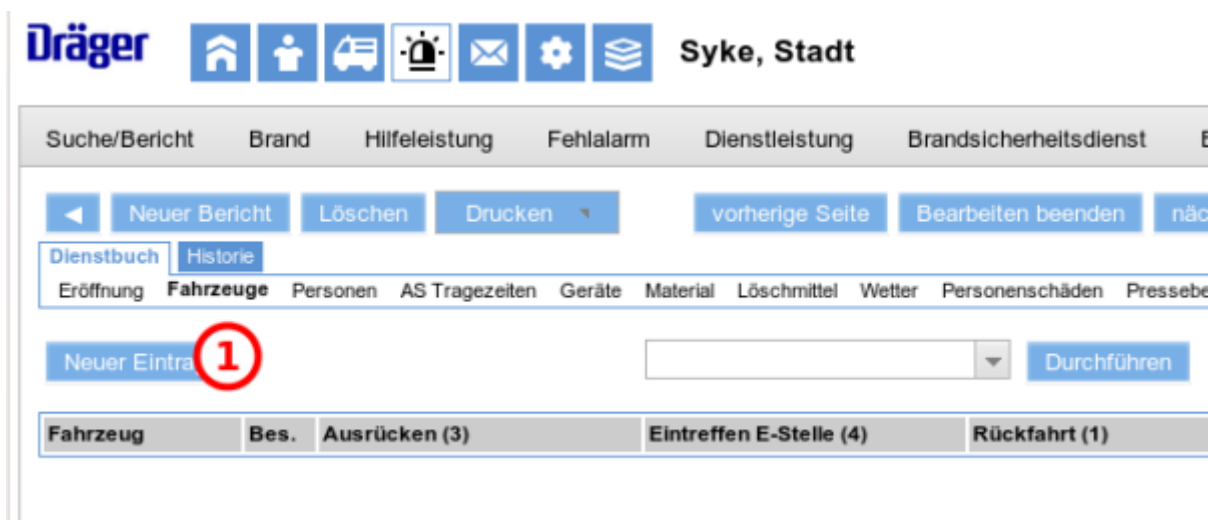 Dräger Syke, Stadt
Suche/Bericht Brand Hilfeleistung Fehlalarm Dienstleistung Brandsicherheitsdienst
Neuer Bericht Löschen Drucken vorherige Seite Bearbeiten beenden
Dienstbuch Historie
Eröffnung Fahrzeuge Personen AS Tragezeiten Geräte Material Löschmittel Wetter Personenschäden
Neuer 1 Durchführen
Fahrzeug Bes. Ausrücken (3) Eintreffen E-Stelle (4) Rückfahrt (1)